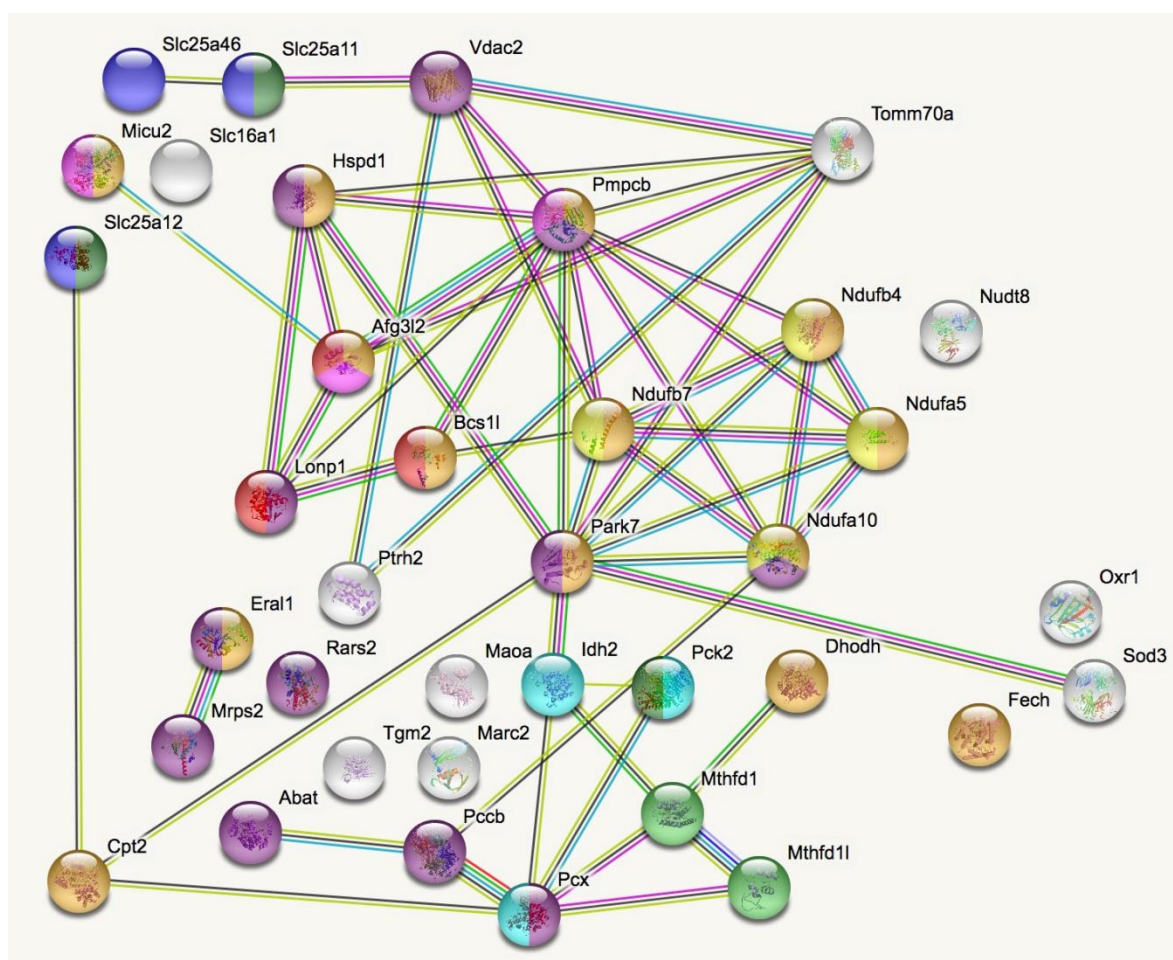 Slc25a46
Slc25a11
Vdac2
Tomm70a
Micu2
Slc16a1
Hspd1
Pmpcb
Slc25a12
Ndufb4
Nudt8
Afg3l2
Ndufb7
Ndufa5
Bcs1l
Lonp1
Park7
Ndufa10
Ptrh2
Oxr1
Eral1
Rars2
Maoa
Idh2
Pck2
Dhodh
Sod3
Fech
Mrps2
Tgm2
Marc2
Mthfd1
Abat
Pccb
Cpt2
Mthfd1l
Pcx